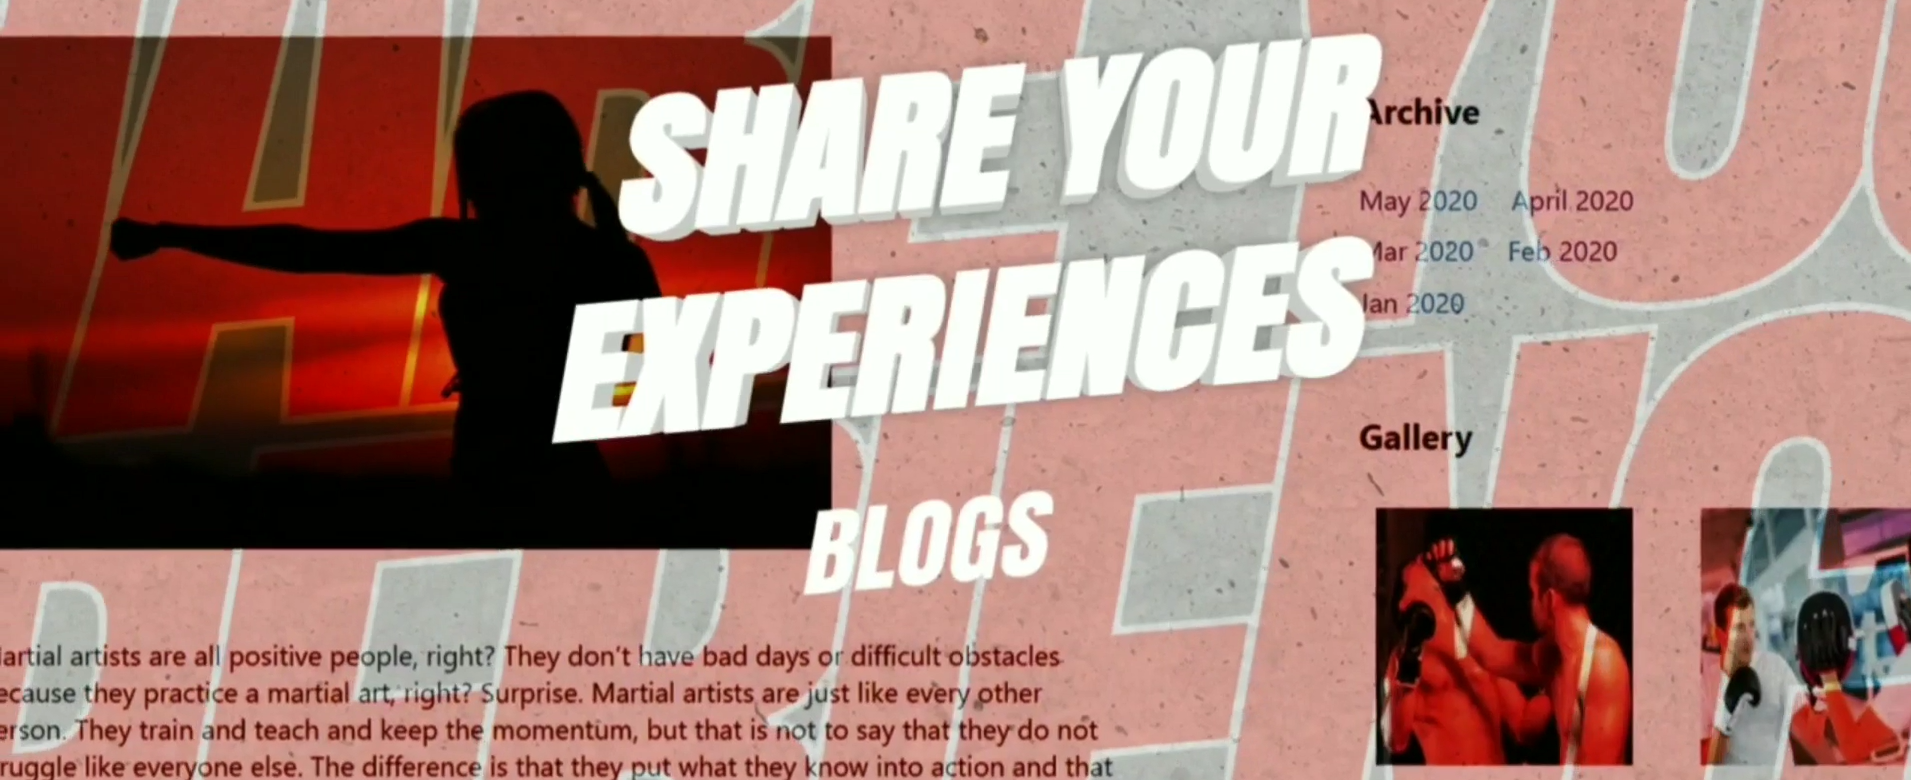 SHARE YOUR
EXPERIENCES
BLOGS
Archive
May 2020 April 2020
Mar 2020 Feb 2020
Jan 2020
Gallery
artial artists are all positive people, right? They don't have bad days or difficult obstacles
ecause they practice a martial art, right? Surprise. Martial artists are just like every other
erson. They train and teach and keep the momentum, but that is not to say that they do not
ruggle like everyone else. The difference is that they put what they know into action and that